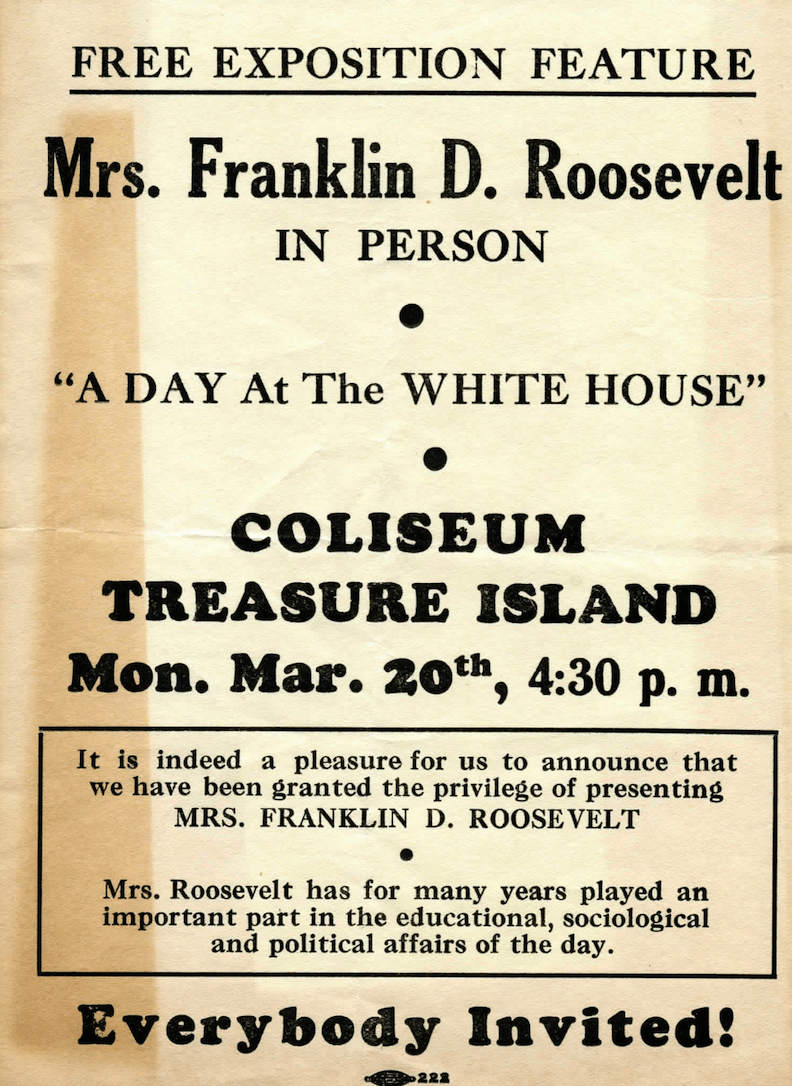 FREE EXPOSITION FEATURE
Mrs. Franklin D. Roosevelt
IN PERSON
●
“A DAY At The WHITE HOUSE”
●
COLISEUM
TREASURE ISLAND
Mon. Mar. 20th, 4:30 p. m.
It is indeed a pleasure for us to announce that
we have been granted the privilege of presenting
MRS. FRANKLIN D. ROOSEVELT
●
Mrs. Roosevelt has for many years played an
important part in the educational, sociological
and political affairs of the day.
Everybody Invited!
222